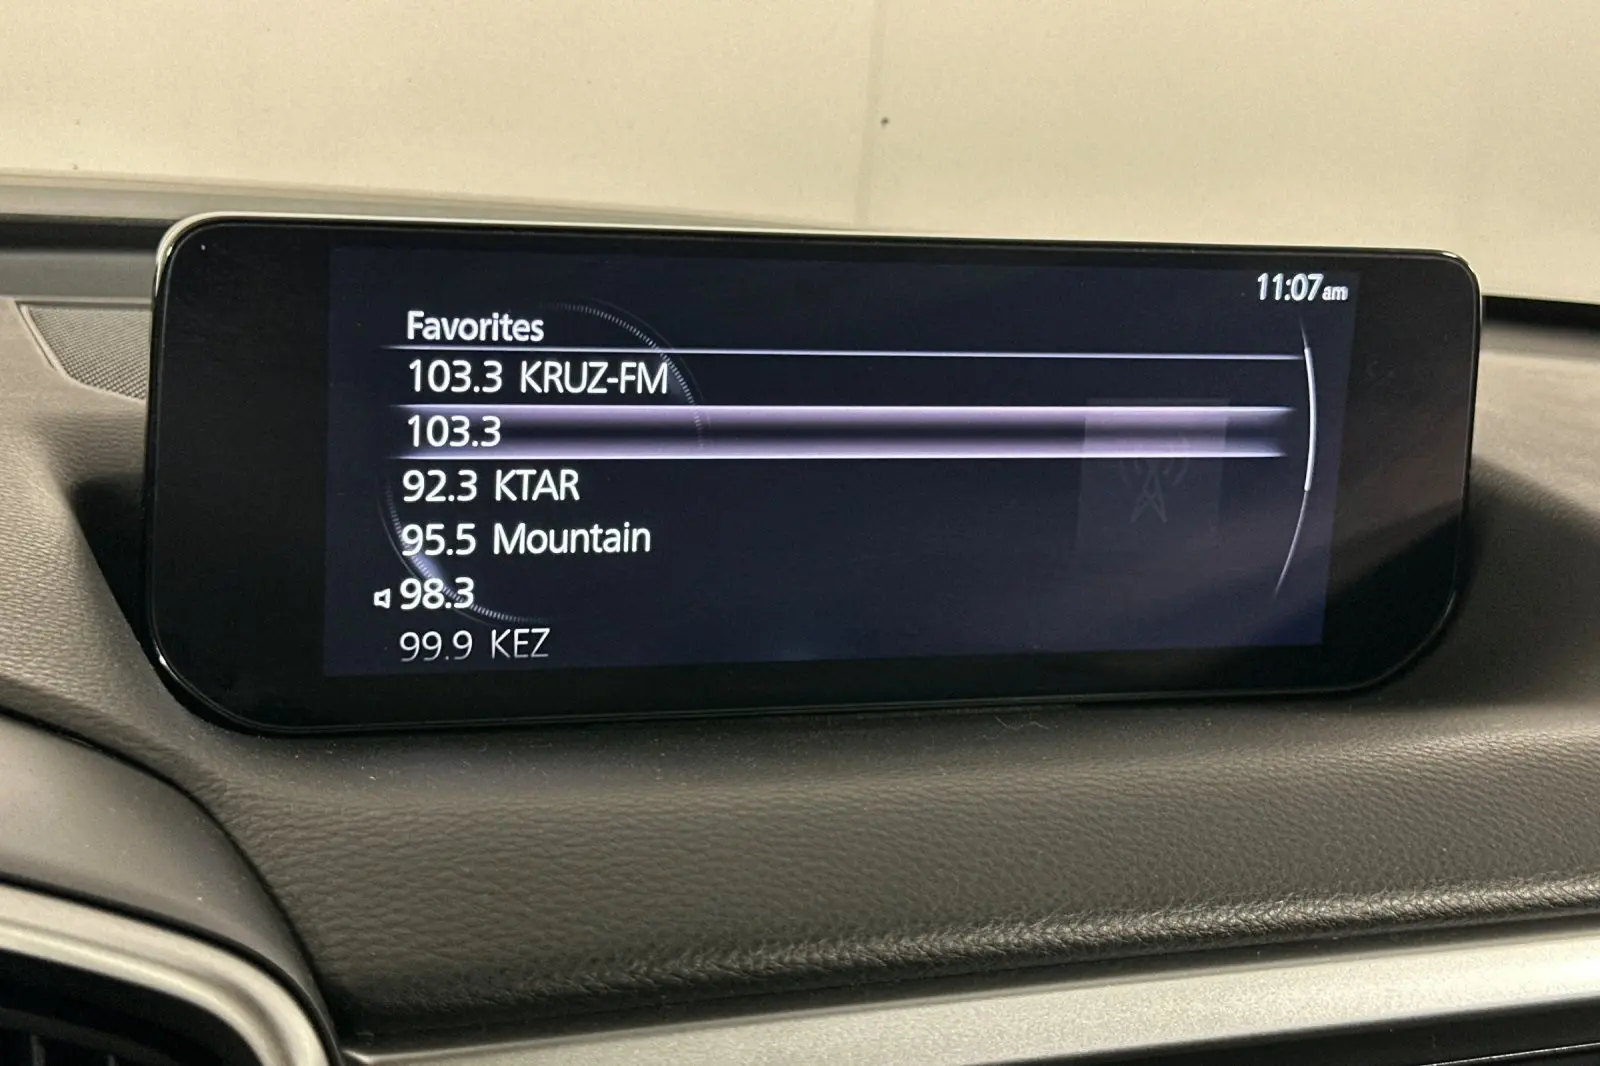 11:07am
Favorites
103.3 KRUZ-FM
103.3
92.3 KTAR
95.5 Mountain
98.3
99.9 KEZ